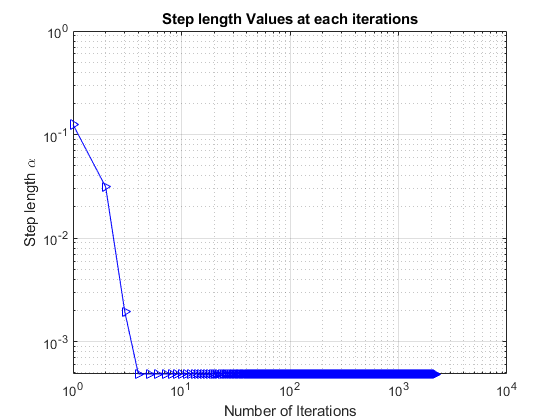 Step length Values at each iterations
10^0
10^-1
10^-2
10^-3
Step length α
10^0 10^1 10^2 10^3 10^4
Number of Iterations